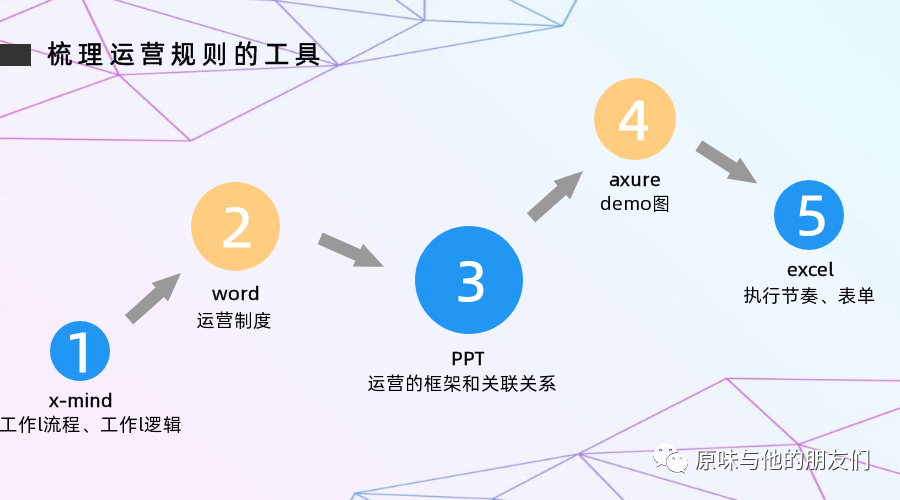 梳理运营规则的工具
1
x-mind
工作l流程、工作l逻辑
2
word
运营制度
3
PPT
运营的框架和关联关系
4
axure
demo图
5
excel
执行节奏、表单
原味与他的朋友们